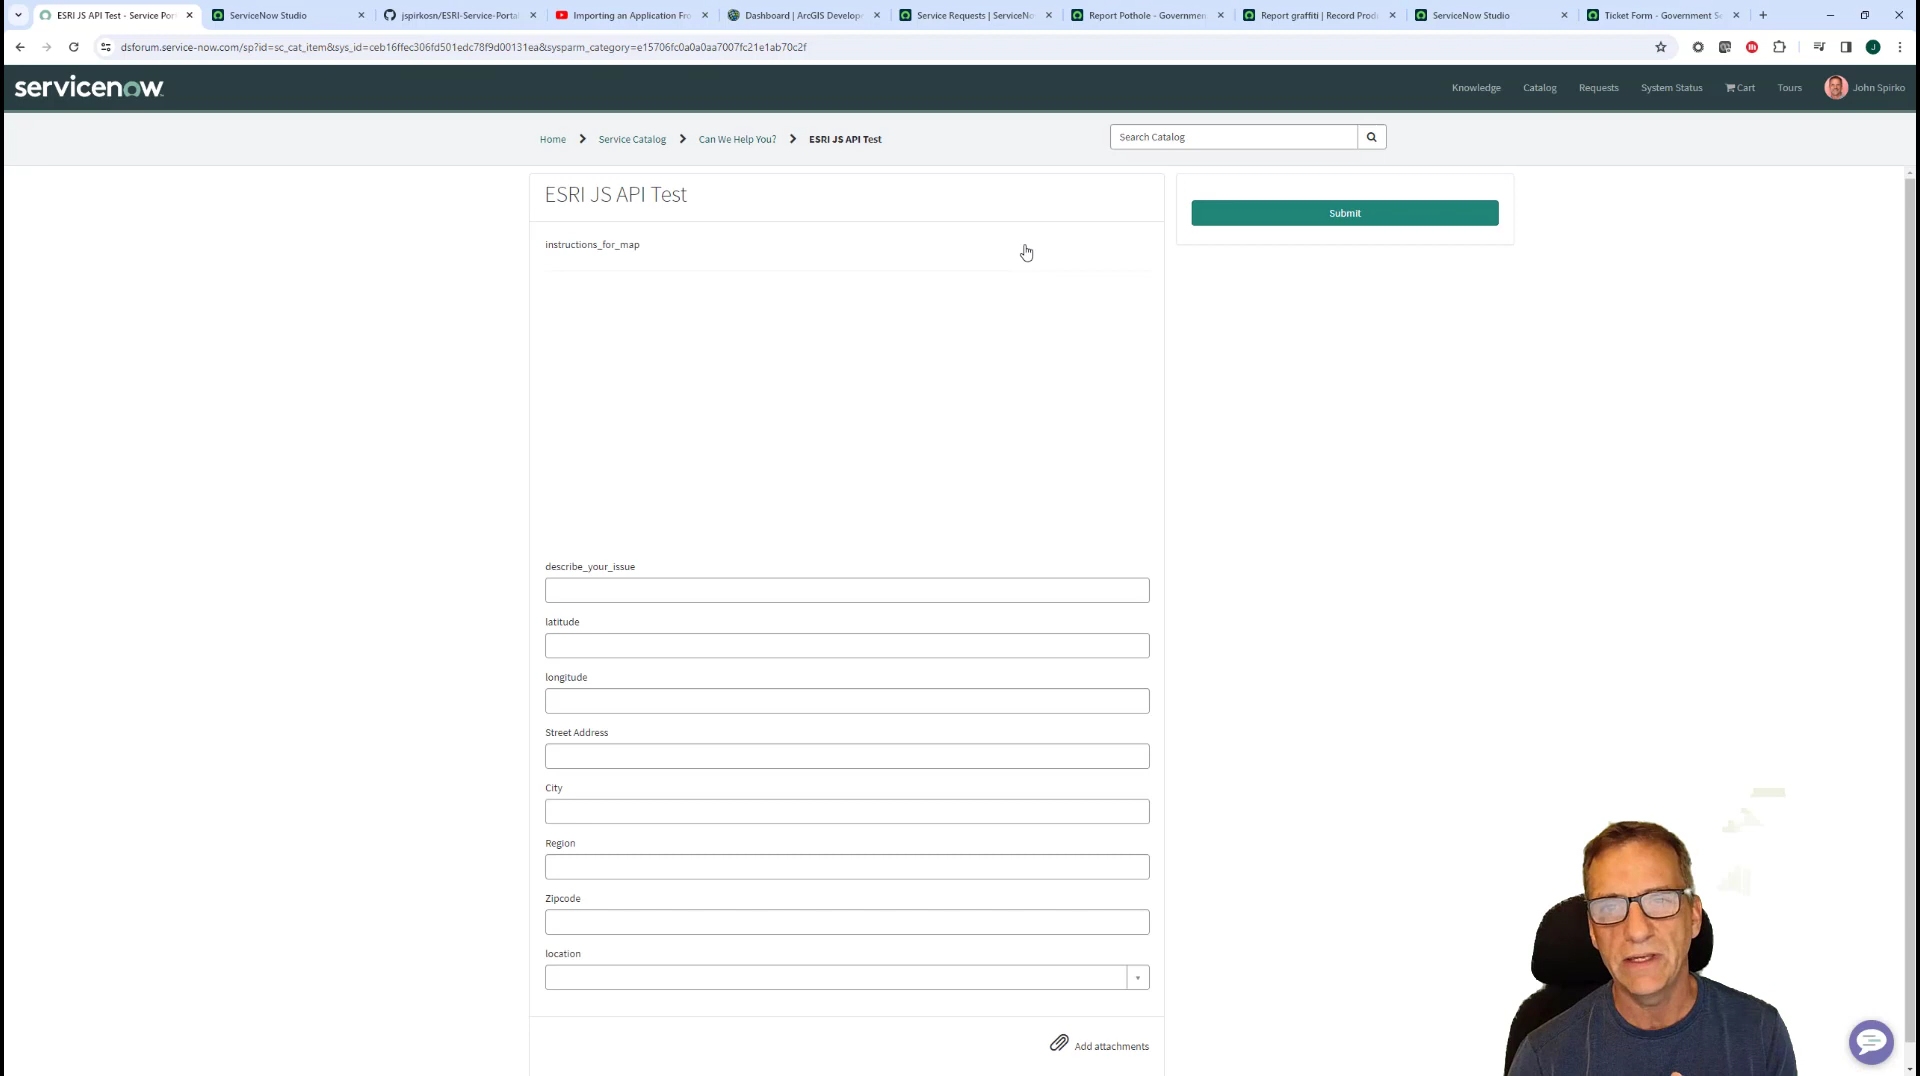 ESRI JS API Test - Service Por
ServiceNow Studio
jspirkosn/ESRI-Service-Porta
Importing an Application Fro
Dashboard | ArcGIS Develop
Service Requests | ServiceNo
Report Pothole - Governmen
Report graffiti | Record Prod
ServiceNow Studio
Ticket Form - Government Se
dsforum.service-now.com/sp?id=sc_cat_item&sys_id=ceb16ffec306fd501edc78f9d00131ea&sysparm_category=e15706fc0a0a0aa7007fc21e1ab70c2f
J
servicenow
Knowledge
Catalog
Requests
System Status
Cart
Tours
John Spirko
Home
Service Catalog
Can We Help You?
ESRI JS API Test
Search Catalog
ESRI JS API Test
Submit
instructions_for_map
describe_your_issue
latitude
longitude
Street Address
City
Region
Zipcode
location
Add attachments